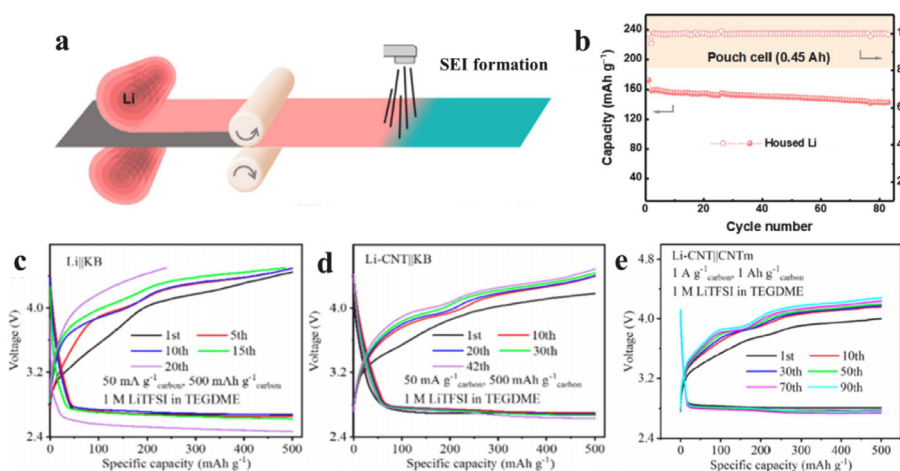 a
Li
SEI formation
b
Capacity (mAh g⁻¹)
240
200
160
120
80
40
Pouch cell (0.45 Ah)
Housed Li
0 20 40 60 80
Cycle number
1
8
6
4
2
c
Li||KB
Voltage (V)
4.0
3.2
2.4
1st 5th
10th 15th
20th
50 mA g⁻¹carbon, 500 mAh g⁻¹carbon
1 M LiTFSI in TEGDME
0 100 200 300 400 500
Specific capacity (mAh g⁻¹)
d
Li-CNT||KB
Voltage (V)
4.0
3.2
2.4
1st 10th
20th 30th
42th
50 mA g⁻¹carbon, 500 mAh g⁻¹carbon
1 M LiTFSI in TEGDME
0 100 200 300 400 500
Specific capacity (mAh g⁻¹)
e
Li-CNT||CNTm
1 A g⁻¹carbon, 1 Ah g⁻¹carbon
1 M LiTFSI in TEGDME
Voltage (V)
4.8
4.0
3.2
2.4
1st 10th
30th 50th
70th 90th
0 100 200 300 400 500
Specific capacity (mAh g⁻¹)